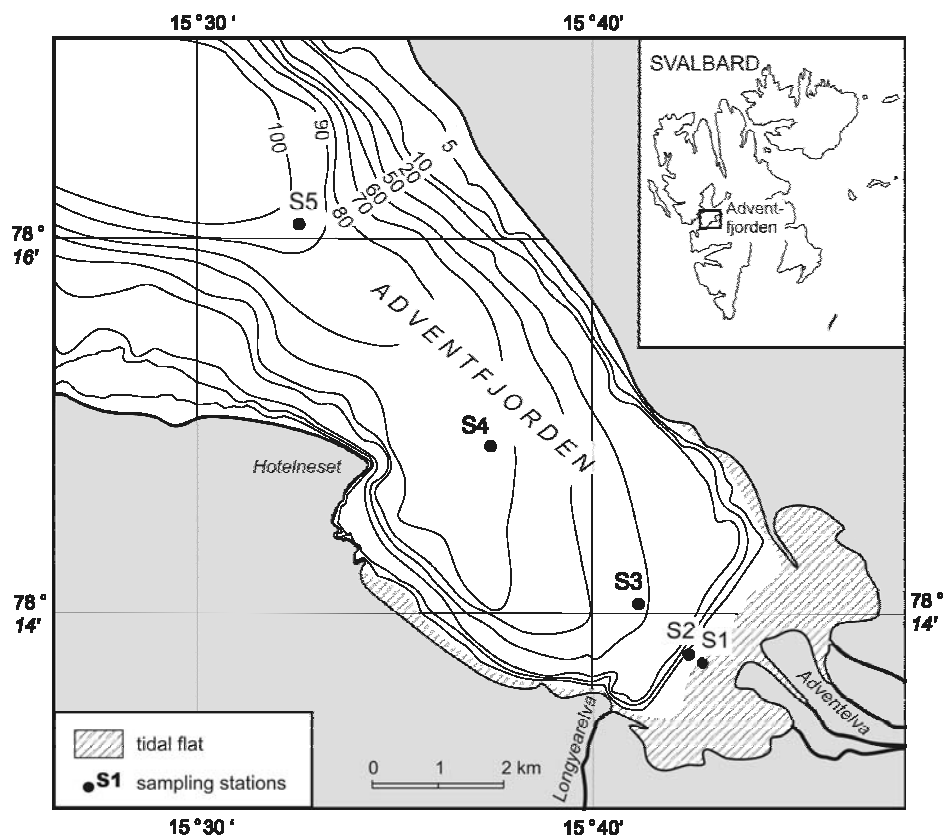 15°30' 15°40'
SVALBARD
Advent-
fjorden
100
90
80
70
60
50
20
10
5
S5
78°
16'
ADVENTFJORDEN
S4
Hotelneset
S3
78°
14'
78°
14'
S2 S1
Adventelva
Longyearelva
tidal flat
S1 sampling stations
0 1 2 km
15°30' 15°40'